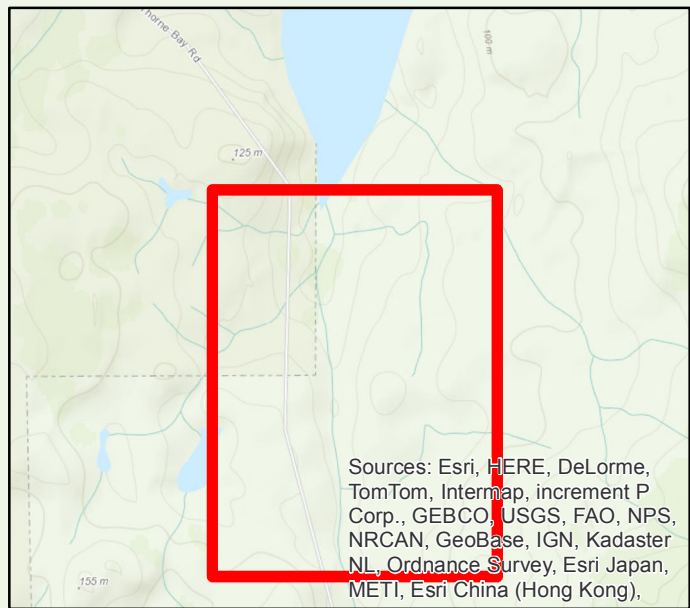 Thorne Bay Rd
100 m
125 m
Sources: Esri, HERE, DeLorme,
TomTom, Intermap, increment P
Corp., GEBCO, USGS, FAO, NPS,
NRCAN, GeoBase, IGN, Kadaster
NL, Ordnance Survey, Esri Japan,
METI, Esri China (Hong Kong),
155 m